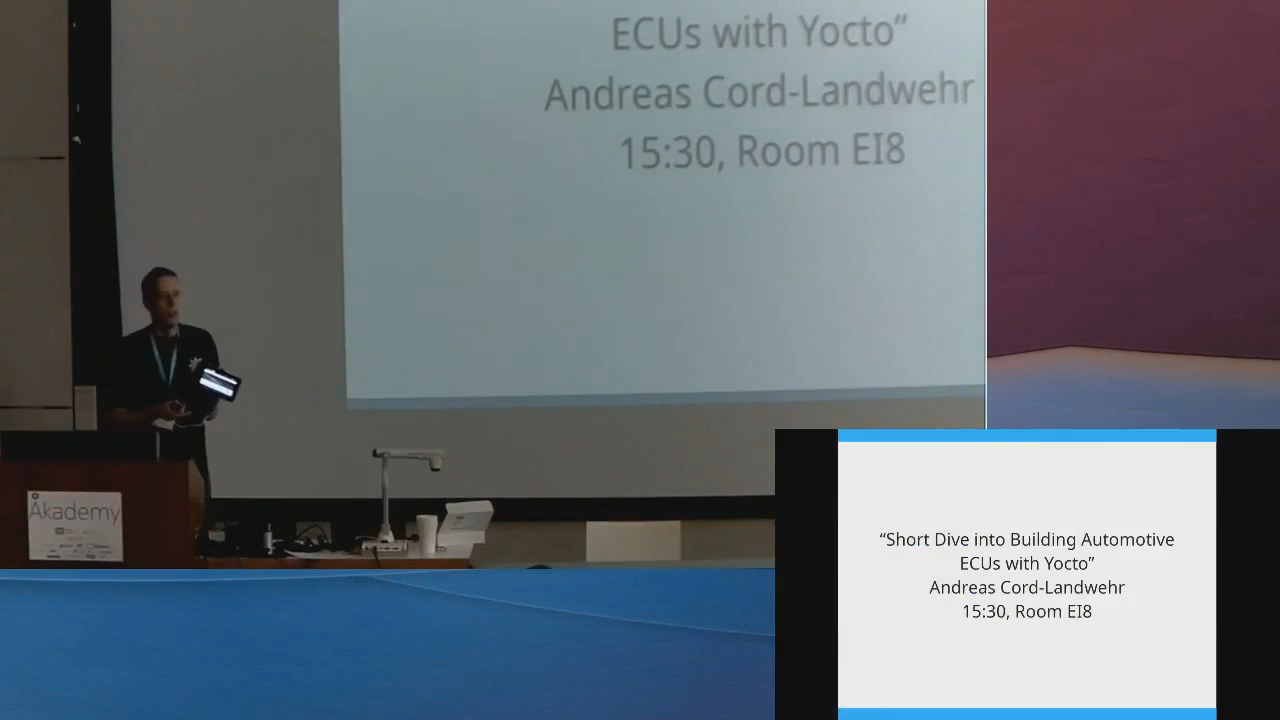 ECUs with Yocto”
Andreas Cord-Landwehr
15:30, Room EI8
Akademy
“Short Dive into Building Automotive
ECUs with Yocto”
Andreas Cord-Landwehr
15:30, Room EI8